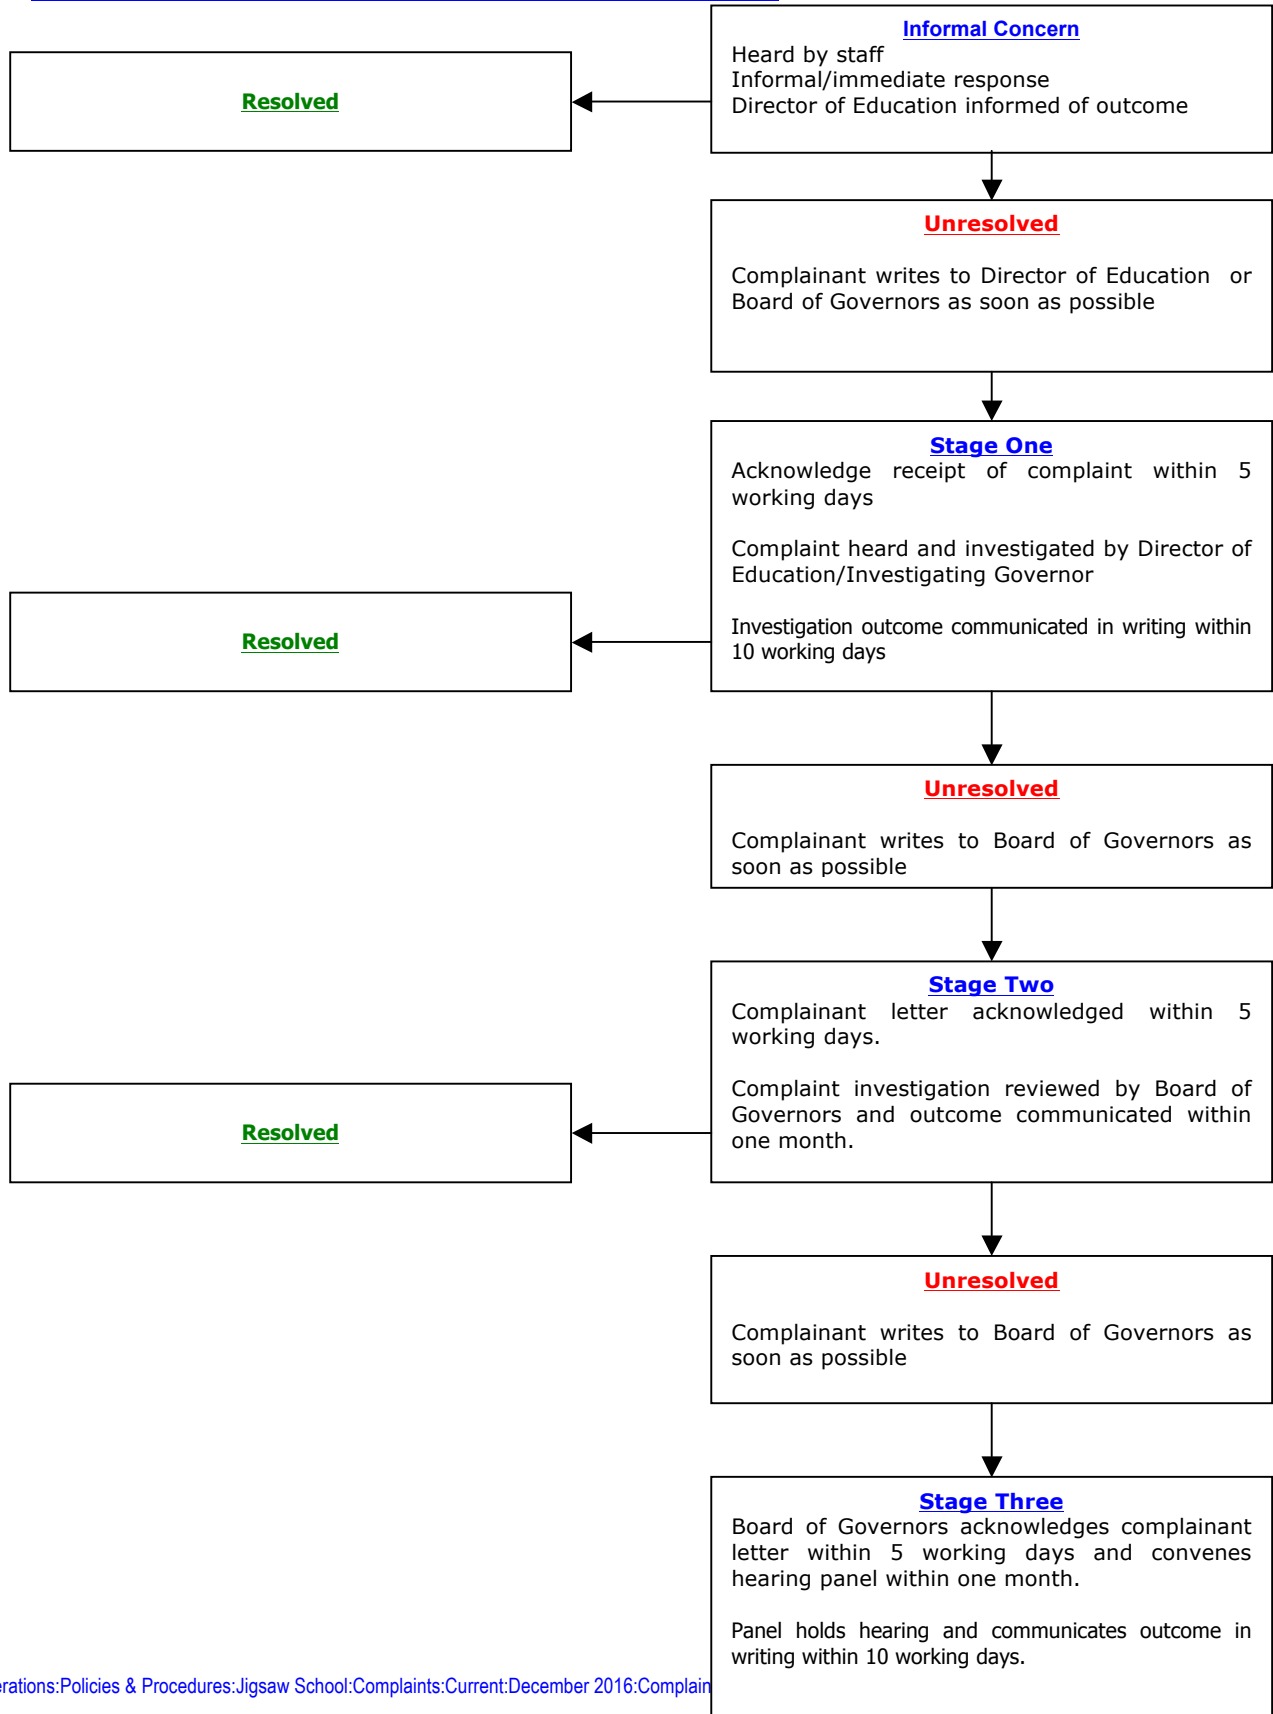 Informal Concern
Heard by staff
Informal/immediate response
Director of Education informed of outcome
Resolved
Unresolved
Complainant writes to Director of Education or
Board of Governors as soon as possible
Stage One
Acknowledge receipt of complaint within 5
working days
Complaint heard and investigated by Director of
Education/Investigating Governor
Investigation outcome communicated in writing within
10 working days
Resolved
Unresolved
Complainant writes to Board of Governors as
soon as possible
Stage Two
Complainant letter acknowledged within 5
working days.
Complaint investigation reviewed by Board of
Governors and outcome communicated within
one month.
Resolved
Unresolved
Complainant writes to Board of Governors as
soon as possible
Stage Three
Board of Governors acknowledges complainant
letter within 5 working days and convenes
hearing panel within one month.
Panel holds hearing and communicates outcome in
writing within 10 working days.
erations:Policies & Procedures:Jigsaw School:Complaints:Current:December 2016:Complain